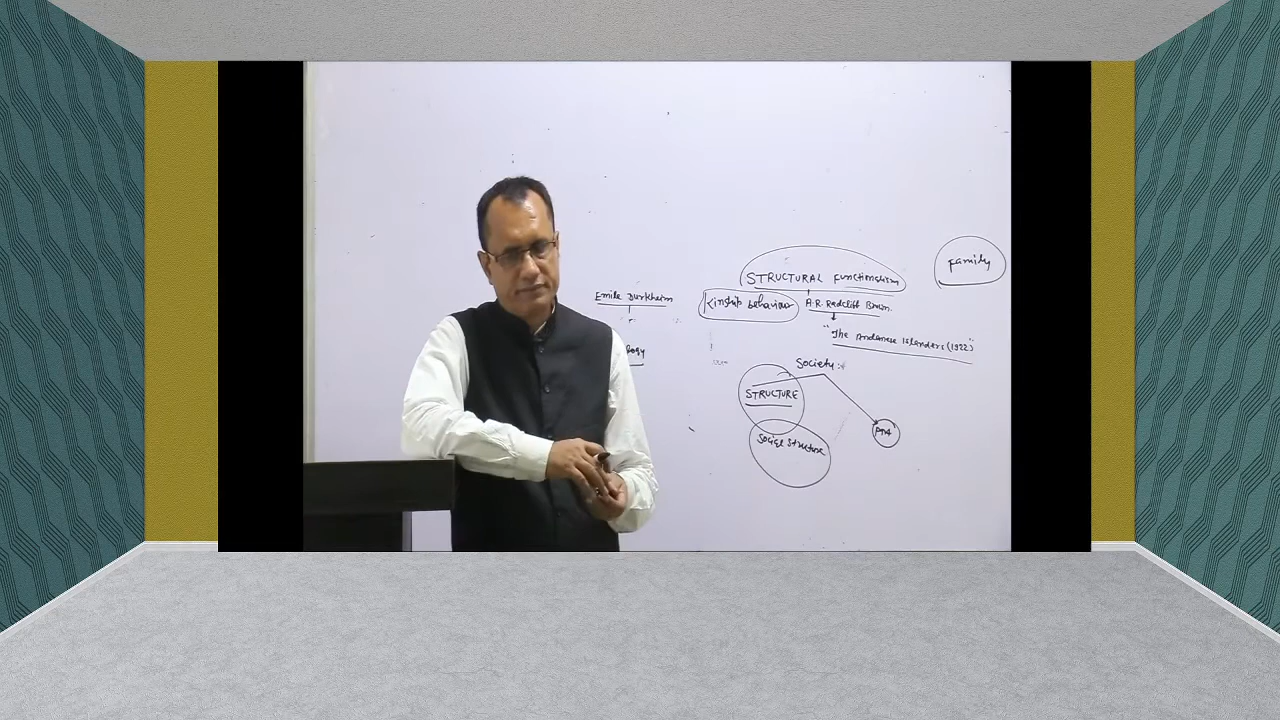 Family
STRUCTURAL Functionalism
Emile Durkheim
Kinship behaviour
A.R. Radcliff Brown.
"The Andamese Islanders (1922)"
logy
Society:
STRUCTURE
Social Structure